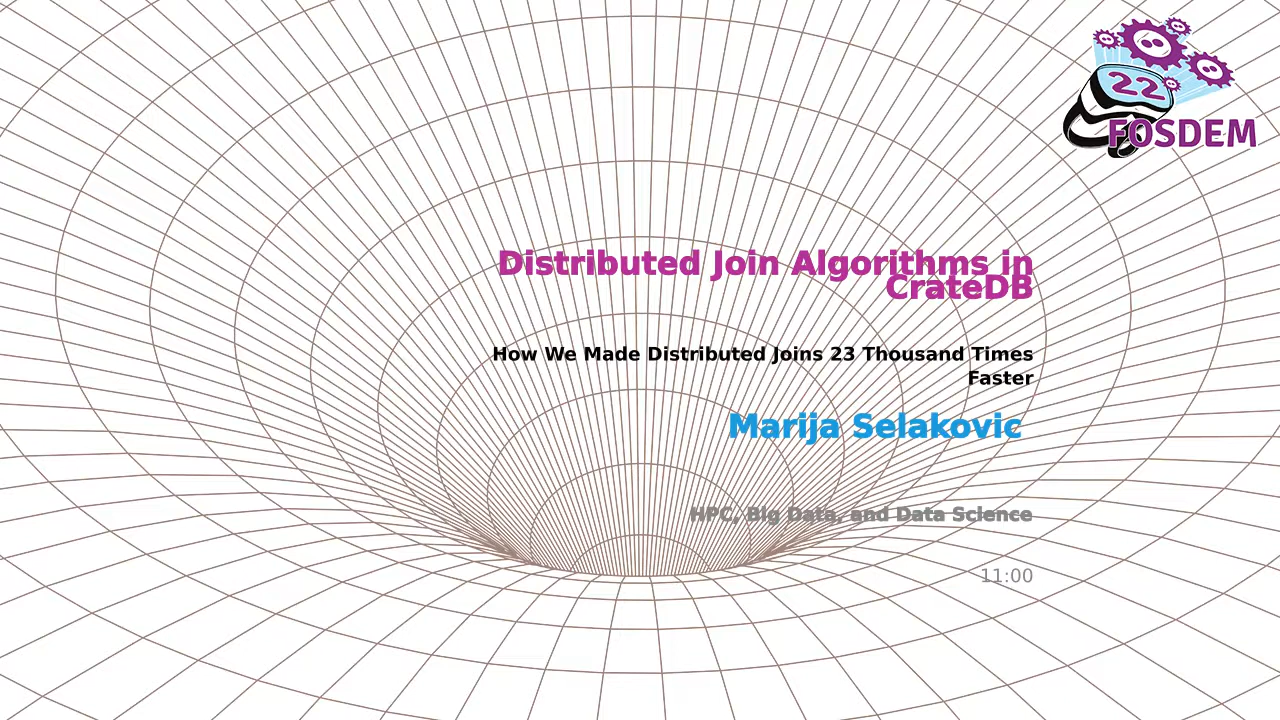 22
FOSDEM
Distributed Join Algorithms in
CrateDB
How We Made Distributed Joins 23 Thousand Times
Faster
Marija Selakovic
HPC, Big Data, and Data Science
11:00